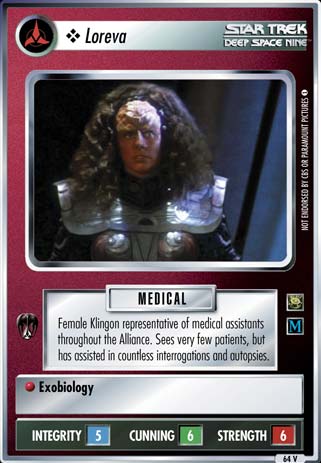 ❖ Loreva
STAR TREK
DEEP SPACE NINE
NOT ENDORSED BY CBS OR PARAMOUNT PICTURES
MEDICAL
Female Klingon representative of medical assistants
throughout the Alliance. Sees very few patients, but
has assisted in countless interrogations and autopsies.
M
Exobiology
INTEGRITY 5 CUNNING 6 STRENGTH 6
64 V